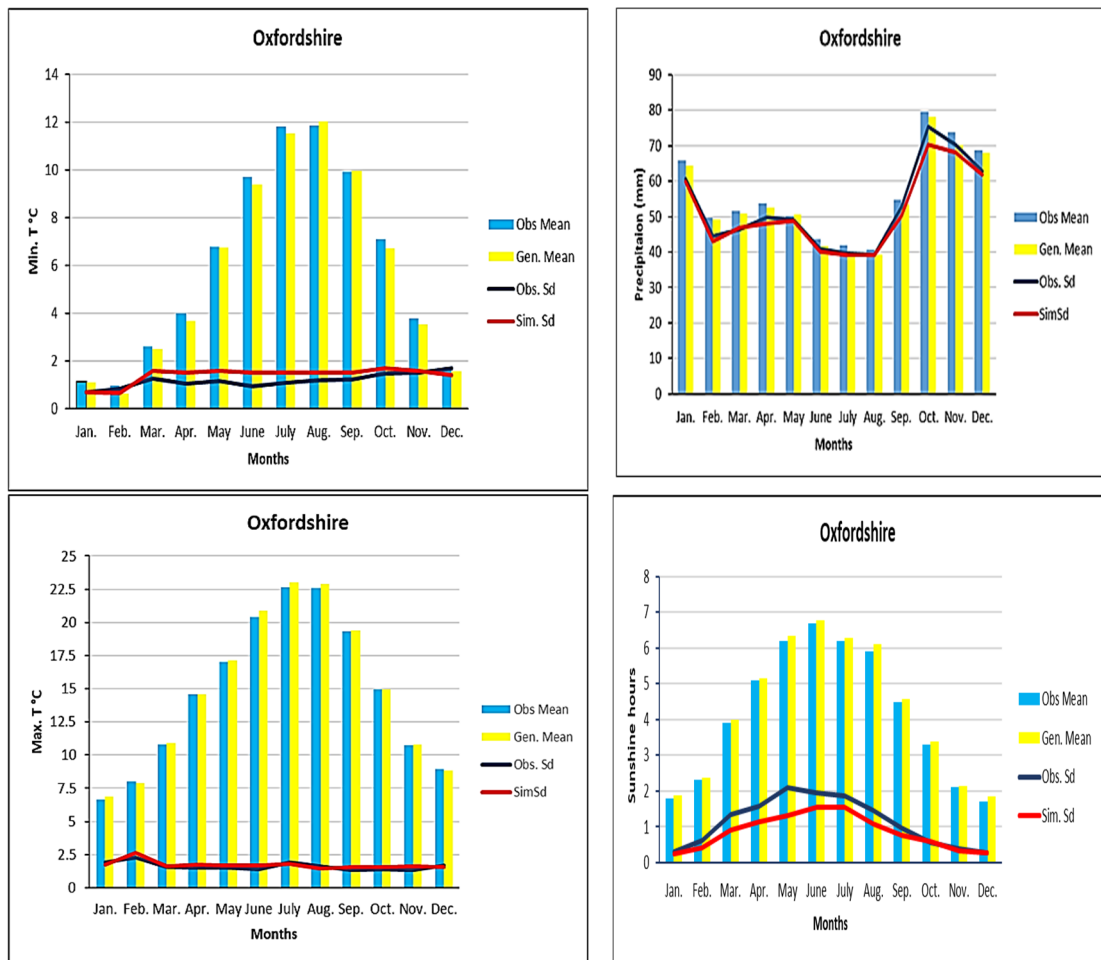 Oxfordshire
14
12
10
8
6
4
2
0
Min. T °C
Jan. Feb. Mar. Apr. May June July Aug. Sep. Oct. Nov. Dec.
Months
Obs Mean
Gen. Mean
Obs. Sd
Sim. Sd
Oxfordshire
90
80
70
60
50
40
30
20
10
0
Precipitaion (mm)
Jan. Feb. Mar. Apr. May June July Aug. Sep. Oct. Nov. Dec.
Months
Obs Mean
Gen. Mean
Obs. Sd
SimSd
Oxfordshire
25
22.5
20
17.5
15
12.5
10
7.5
5
2.5
0
Max. T °C
Jan. Feb. Mar. Apr. May June July Aug. Sep. Oct. Nov. Dec.
Months
Obs Mean
Gen. Mean
Obs. Sd
SimSd
Oxfordshire
8
7
6
5
4
3
2
1
0
Sunshine hours
Jan. Feb. Mar. Apr. May June July Aug. Sep. Oct. Nov. Dec.
Months
Obs Mean
Gen. Mean
Obs. Sd
Sim. Sd